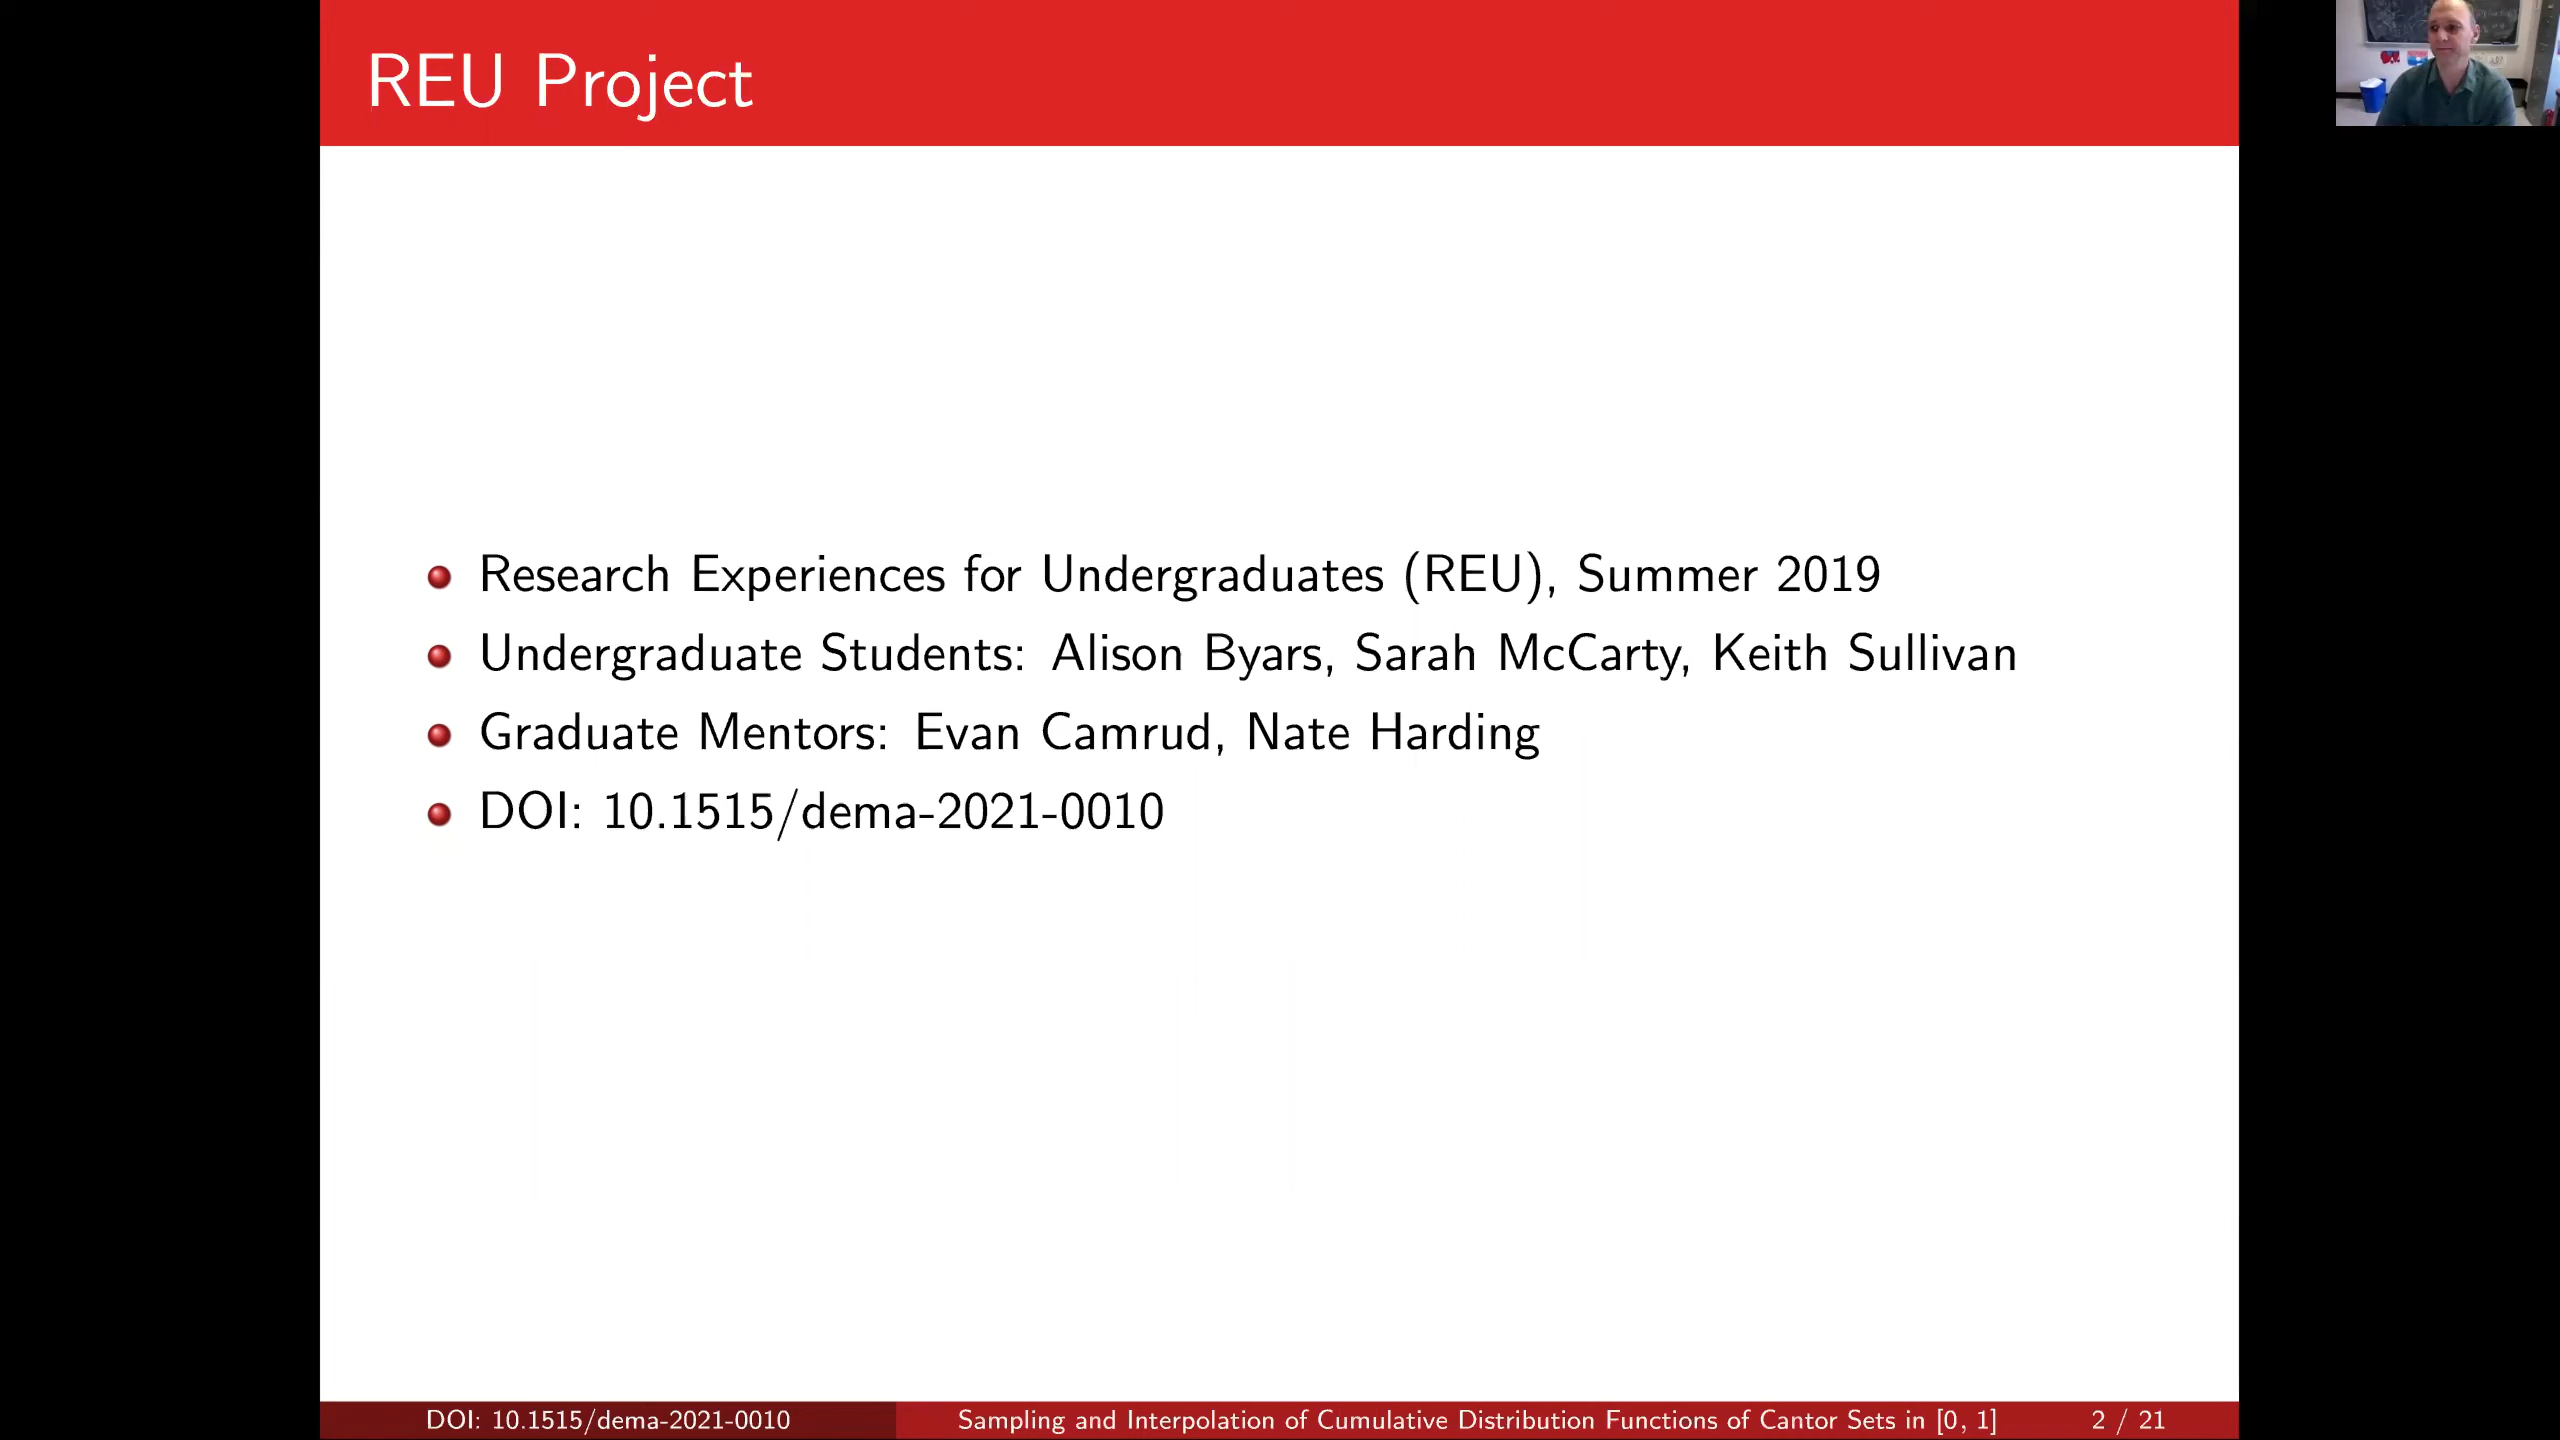 REU Project
Research Experiences for Undergraduates (REU), Summer 2019
Undergraduate Students: Alison Byars, Sarah McCarty, Keith Sullivan
Graduate Mentors: Evan Camrud, Nate Harding
DOI: 10.1515/dema-2021-0010
DOI: 10.1515/dema-2021-0010
Sampling and Interpolation of Cumulative Distribution Functions of Cantor Sets in [0, 1]
2 / 21